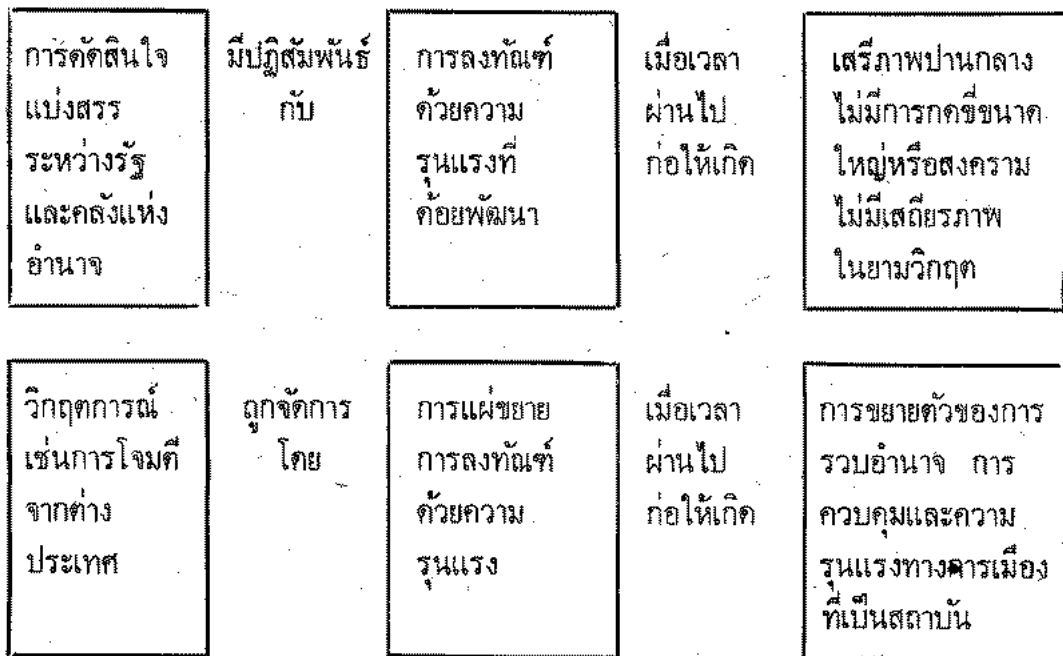 การตัดสินใจ
แบ่งสรร
ระหว่างรัฐ
และคลังแห่ง
อำนาจ
มีปฏิสัมพันธ์
กับ
การลงทัณฑ์
ด้วยความ
รุนแรงที่
ด้อยพัฒนา
เมื่อเวลา
ผ่านไป
ก่อให้เกิด
เสรีภาพปานกลาง
ไม่มีการกดขี่ขนาด
ใหญ่หรือสงคราม
ไม่มีเสถียรภาพ
ในยามวิกฤต
วิกฤตการณ์
เช่นการโจมตี
จากต่าง
ประเทศ
ถูกจัดการ
โดย
การแผ่ขยาย
การลงทัณฑ์
ด้วยความ
รุนแรง
เมื่อเวลา
ผ่านไป
ก่อให้เกิด
การขยายตัวของการ
รวบอำนาจ การ
ควบคุมและความ
รุนแรงทางการเมือง
ที่เป็นสถาบัน